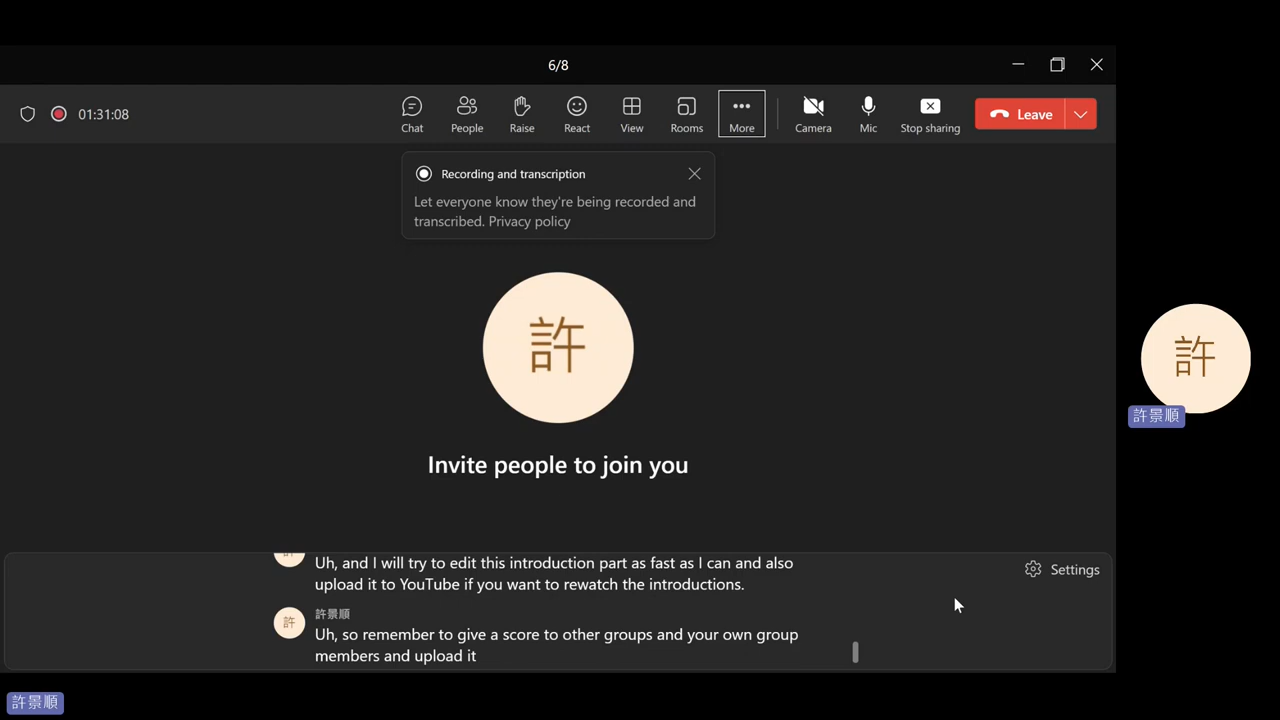 6/8
01:31:08
Chat
People
Raise
React
View
Rooms
More
Camera
Mic
Stop sharing
Leave
Recording and transcription
Let everyone know they're being recorded and
transcribed. Privacy policy
許
Invite people to join you
許
許景順
許
Uh, and I will try to edit this introduction part as fast as I can and also
upload it to YouTube if you want to rewatch the introductions.
Settings
許景順
許
Uh, so remember to give a score to other groups and your own group
members and upload it
許景順